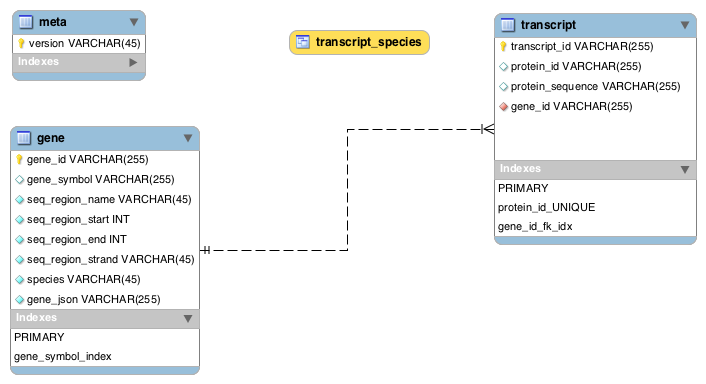 meta
version VARCHAR(45)
Indexes
transcript_species
transcript
transcript_id VARCHAR(255)
protein_id VARCHAR(255)
protein_sequence VARCHAR(255)
gene_id VARCHAR(255)
Indexes
PRIMARY
protein_id_UNIQUE
gene_id_fk_idx
gene
gene_id VARCHAR(255)
gene_symbol VARCHAR(255)
seq_region_name VARCHAR(45)
seq_region_start INT
seq_region_end INT
seq_region_strand VARCHAR(45)
species VARCHAR(45)
gene_json VARCHAR(255)
Indexes
PRIMARY
gene_symbol_index